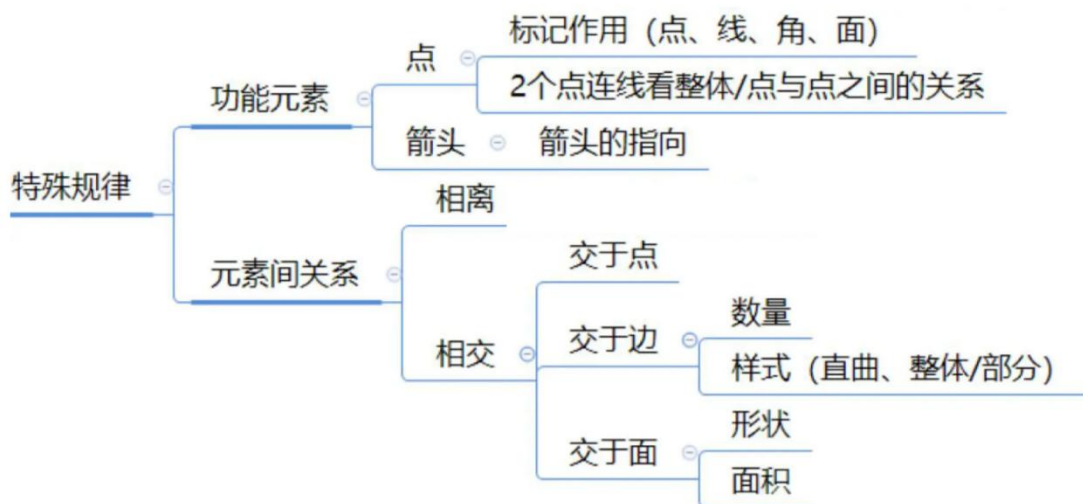 特殊规律
功能元素
点
标记作用（点、线、角、面）
2个点连线看整体/点与点之间的关系
箭头
箭头的指向
元素间关系
相离
相交
交于点
交于边
数量
样式（直曲、整体/部分）
交于面
形状
面积